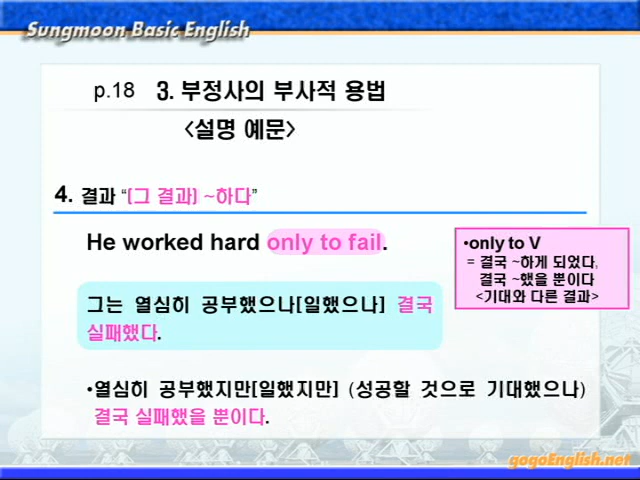 Sungmoon Basic English
p.18 3. 부정사의 부사적 용법
<설명 예문>
4. 결과 “[그 결과] ~하다”
He worked hard only to fail.
•only to V
= 결국 ~하게 되었다,
결국 ~했을 뿐이다
<기대와 다른 결과>
그는 열심히 공부했으나[일했으나] 결국
실패했다.
•열심히 공부했지만[일했지만] (성공할 것으로 기대했으나)
결국 실패했을 뿐이다.
gogoEnglish.net